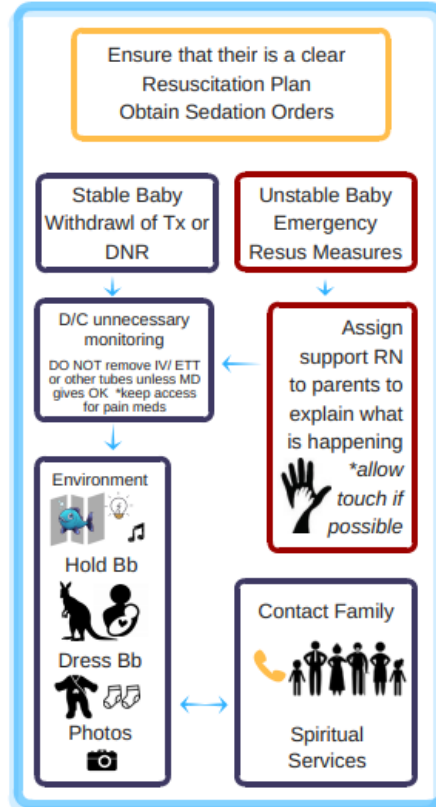 Ensure that their is a clear
Resuscitation Plan
Obtain Sedation Orders
Stable Baby
Withdrawl of Tx or
DNR
Unstable Baby
Emergency
Resus Measures
D/C unnecessary
monitoring
DO NOT remove IV/ ETT
or other tubes unless MD
gives OK *keep access
for pain meds
Assign
support RN
to parents to
explain what
is happening
*allow
touch if
possible
Environment
Hold Bb
Dress Bb
Photos
Contact Family
Spiritual
Services